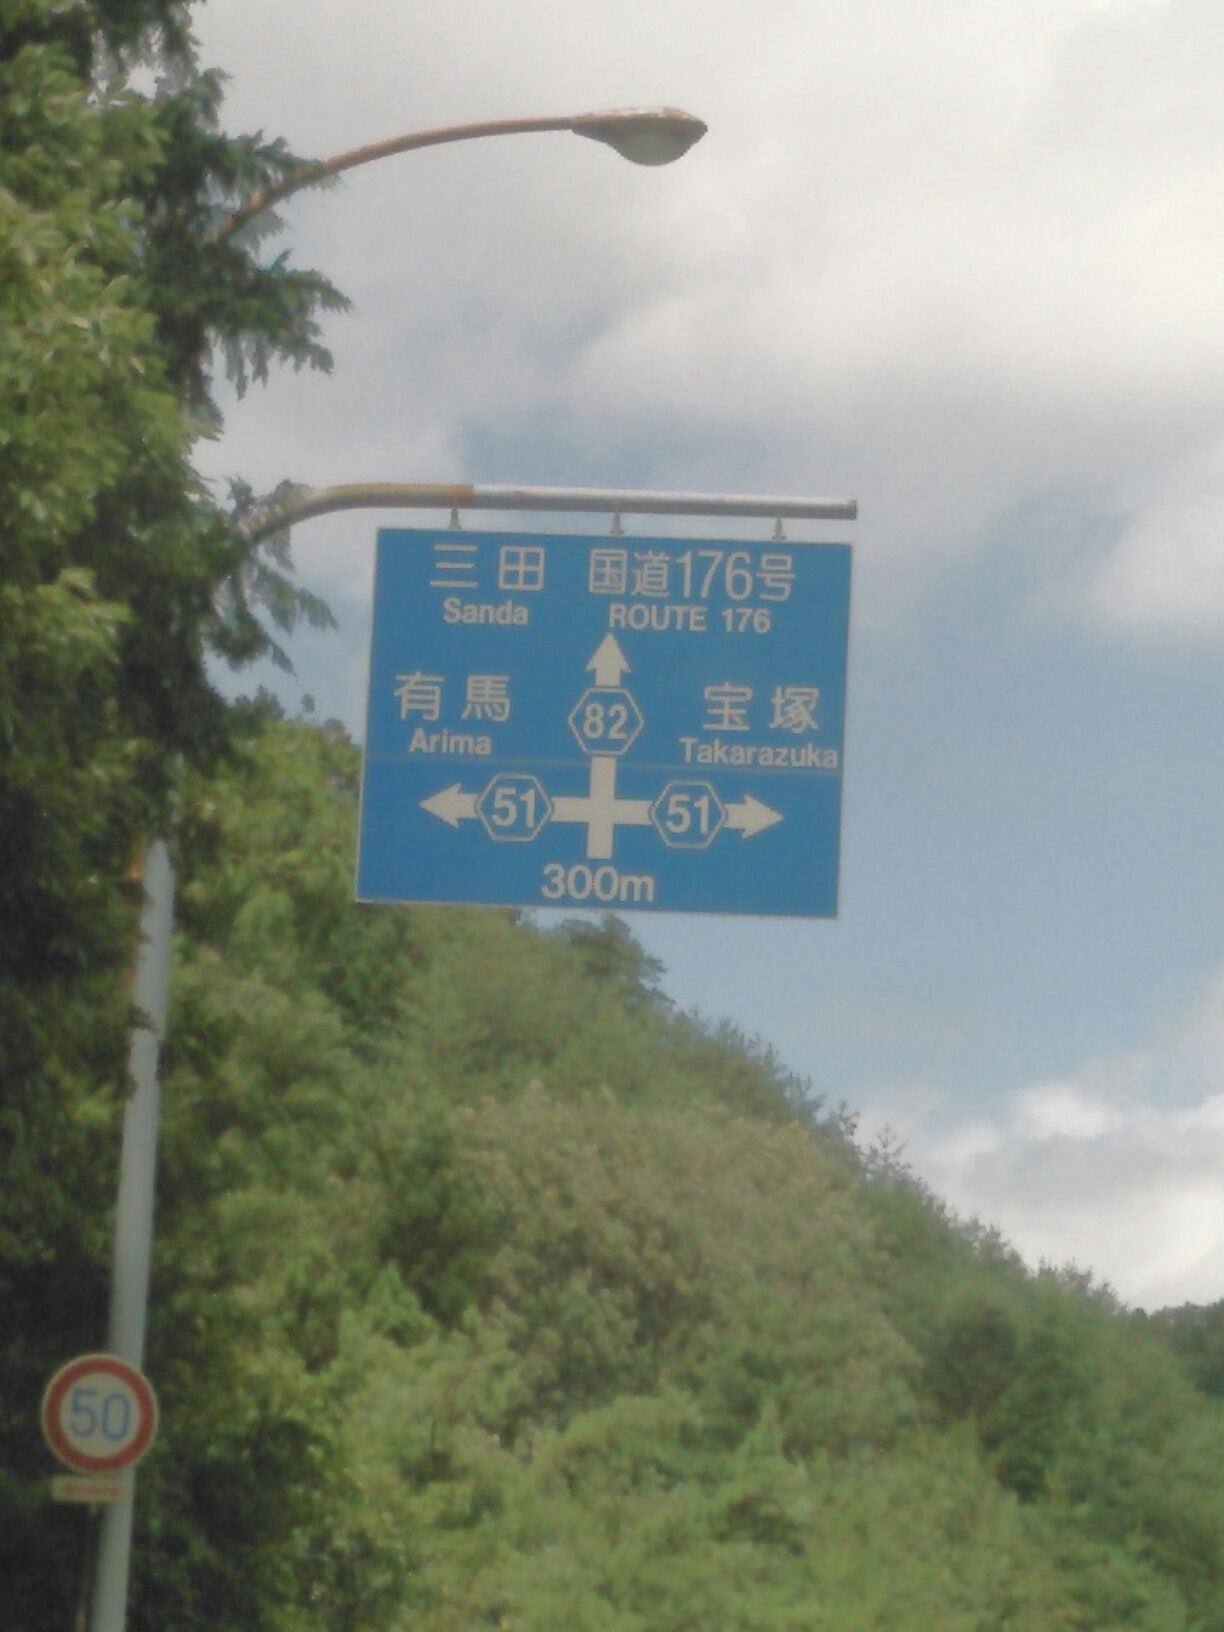 三田 国道176号
Sanda ROUTE 176
有馬 82 宝塚
Arima Takarazuka
51 51
300m
50